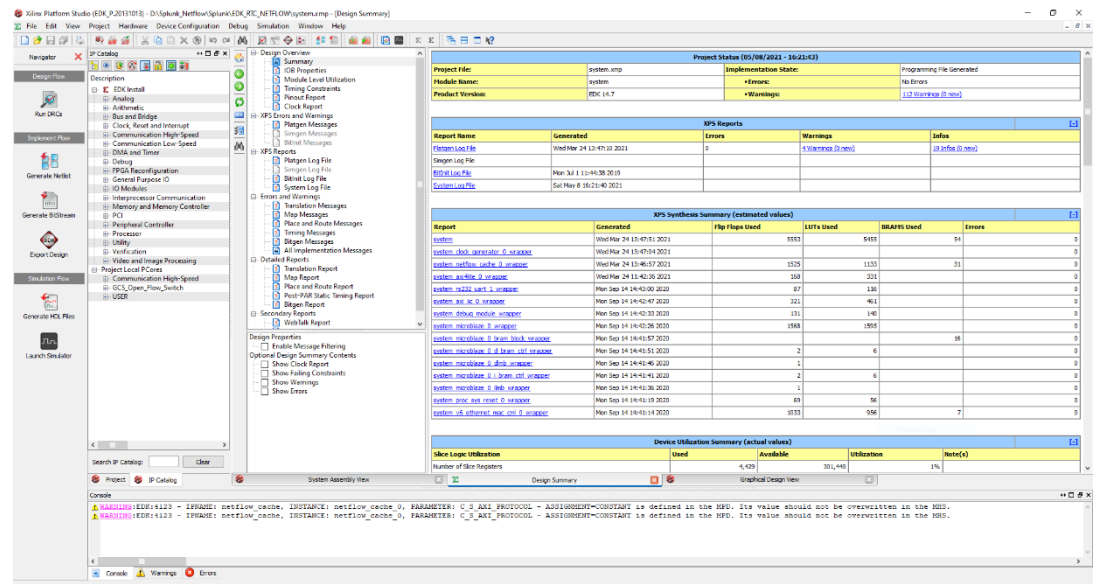 Xilinx Platform Studio (EDK_P.20131013) - D:\Splunk_Netflow\Splunk\EDK_RTC_NETFLOW\system.xmp - [Design Summary]
File Edit View Project Hardware Device Configuration Debug Simulation Window Help
Navigator
Design Flow
Run DRCs
Implement Flow
Generate Netlist
Generate BitStream
Export Design
Simulation Flow
Generate HDL Files
Launch Simulator
IP Catalog
Description
EDK Install
Analog
Arithmetic
Bus and Bridge
Clock, Reset and Interrupt
Communication High-Speed
Communication Low-Speed
DMA and Timer
Debug
FPGA Reconfiguration
General Purpose IO
IO Modules
Interprocessor Communication
Memory and Memory Controller
PCI
Peripheral Controller
Processor
Utility
Verification
Video and Image Processing
Project Local PCores
Communication High-Speed
GCS_Open_Flow_Switch
USER
Search IP Catalog: Clear
Project IP Catalog
Design Overview
Summary
IOB Properties
Module Level Utilization
Timing Constraints
Pinout Report
Clock Report
XPS Errors and Warnings
Platgen Messages
Simgen Messages
BitInit Messages
XPS Reports
Platgen Log File
Simgen Log File
BitInit Log File
System Log File
Errors and Warnings
Translation Messages
Map Messages
Place and Route Messages
Timing Messages
Bitgen Messages
All Implementation Messages
Detailed Reports
Translation Report
Map Report
Place and Route Report
Post-PAR Static Timing Report
Bitgen Report
Secondary Reports
WebTalk Report
Design Properties
Enable Message Filtering
Optional Design Summary Contents
Show Clock Report
Show Failing Constraints
Show Warnings
Show Errors
Project Status (05/08/2021 - 16:21:43)
Project File: system.xmp Implementation State: Programming File Generated
Module Name: system •Errors: No Errors
Product Version: EDK 14.7 •Warnings: 112 Warnings (0 new)
XPS Reports [-]
Report Name Generated Errors Warnings Infos
Platgen Log File Wed Mar 24 13:47:10 2021 0 4 Warnings (0 new) 19 Infos (0 new)
Simgen Log File
BitInit Log File Mon Jul 1 11:44:38 2019
System Log File Sat May 8 16:21:40 2021
XPS Synthesis Summary (estimated values) [-]
Report Generated Flip Flops Used LUTs Used BRAMS Used Errors
system Wed Mar 24 13:47:51 2021 5553 5455 54 0
system_clock_generator_0_wrapper Wed Mar 24 13:47:04 2021 0
system_netflow_cache_0_wrapper Wed Mar 24 13:46:57 2021 1525 1133 31 0
system_axi4lite_0_wrapper Wed Mar 24 11:42:36 2021 168 331 0
system_rs232_uart_1_wrapper Mon Sep 14 14:43:00 2020 87 116 0
system_axi_iic_0_wrapper Mon Sep 14 14:42:47 2020 321 461 0
system_debug_module_wrapper Mon Sep 14 14:42:33 2020 131 140 0
system_microblaze_0_wrapper Mon Sep 14 14:42:26 2020 1568 1595 0
system_microblaze_0_bram_block_wrapper Mon Sep 14 14:41:57 2020 16 0
system_microblaze_0_d_bram_ctrl_wrapper Mon Sep 14 14:41:51 2020 2 6 0
system_microblaze_0_dlmb_wrapper Mon Sep 14 14:41:46 2020 1 0
system_microblaze_0_i_bram_ctrl_wrapper Mon Sep 14 14:41:41 2020 2 6 0
system_microblaze_0_ilmb_wrapper Mon Sep 14 14:41:36 2020 1 0
system_proc_sys_reset_0_wrapper Mon Sep 14 14:41:19 2020 69 56 0
system_v6_ethernet_mac_cml_0_wrapper Mon Sep 14 14:41:14 2020 1033 956 7 0
Device Utilization Summary (actual values) [-]
Slice Logic Utilization Used Available Utilization Note(s)
Number of Slice Registers 4,429 301,440 1%
System Assembly View Design Summary Graphical Design View
Console
WARNING:EDK:4123 - IPNAME: netflow_cache, INSTANCE: netflow_cache_0, PARAMETER: C_S_AXI_PROTOCOL - ASSIGNMENT=CONSTANT is defined in the MPD. Its value should not be overwritten in the MHS.
WARNING:EDK:4123 - IPNAME: netflow_cache, INSTANCE: netflow_cache_0, PARAMETER: C_S_AXI_PROTOCOL - ASSIGNMENT=CONSTANT is defined in the MPD. Its value should not be overwritten in the MHS.
Console Warnings Errors